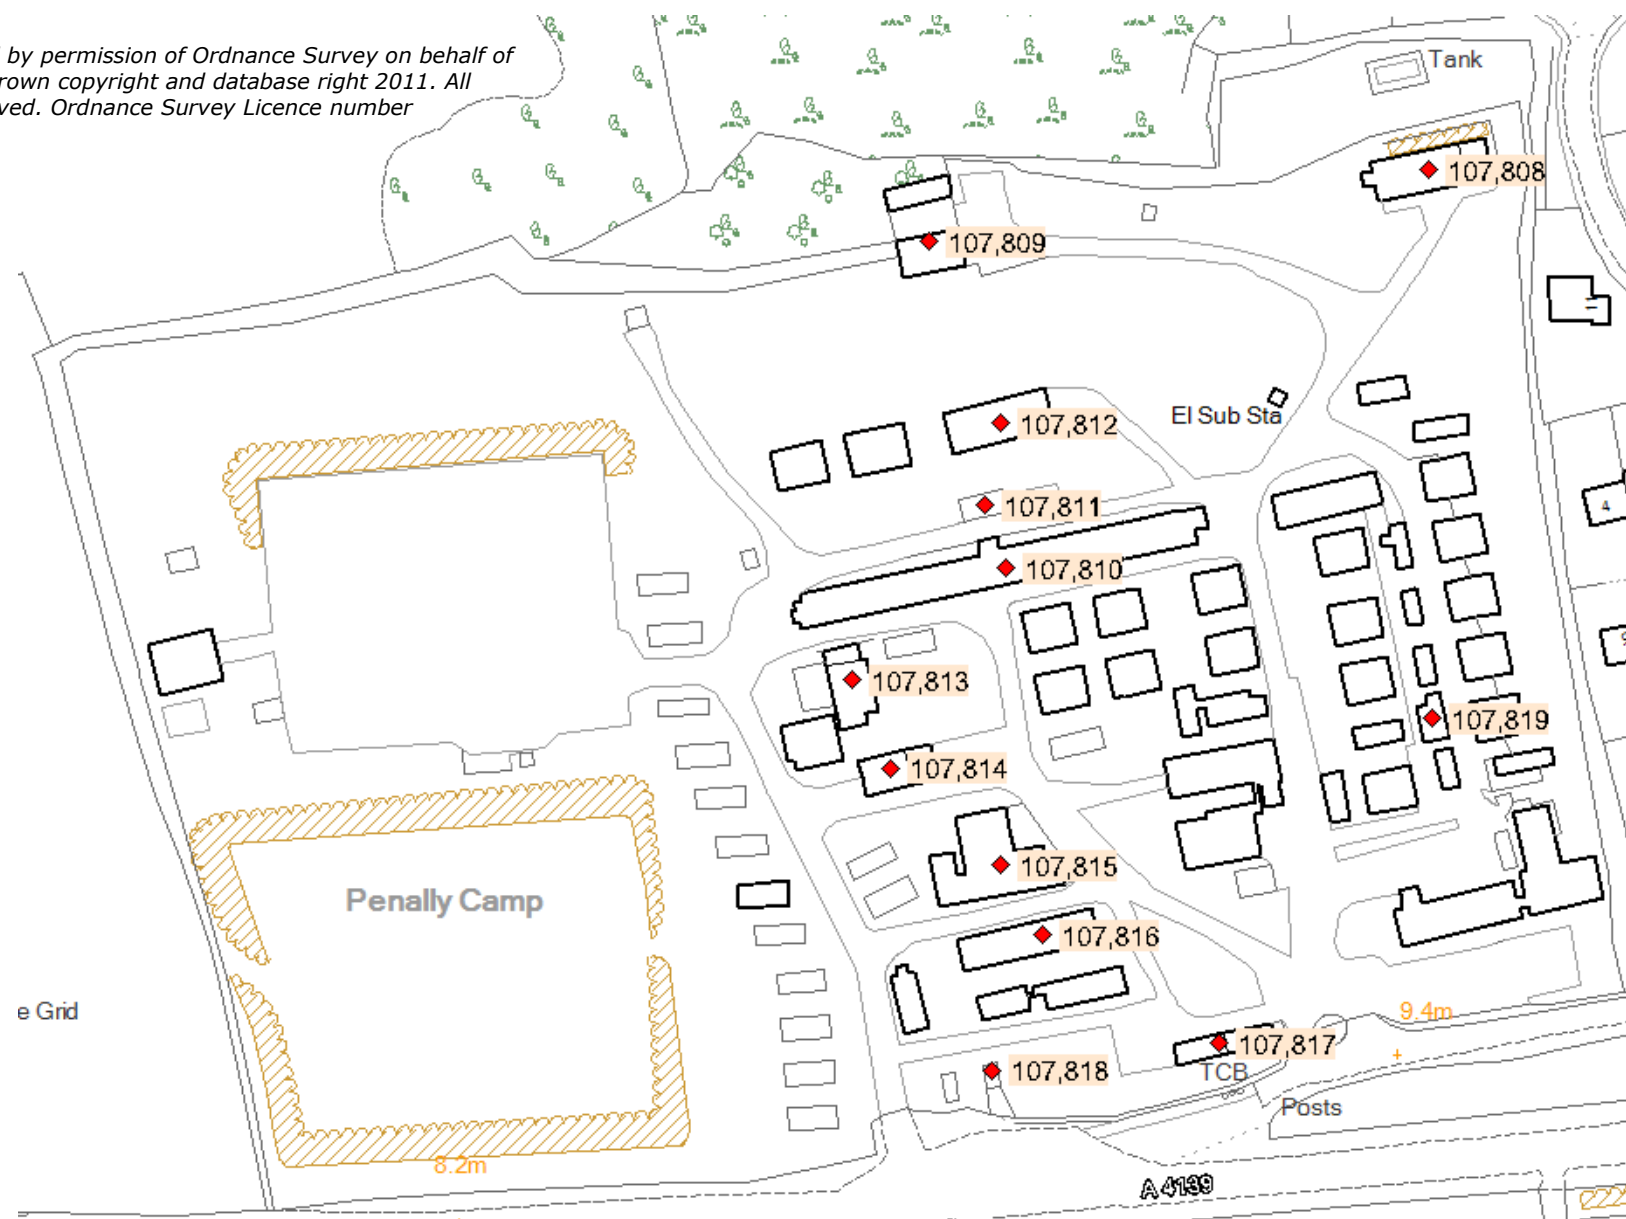 by permission of Ordnance Survey on behalf of
rown copyright and database right 2011. All
ved. Ordnance Survey Licence number
Tank
107,808
107,809
107,812
El Sub Sta
107,811
4
107,810
107,813
107,819
107,814
107,815
Penally Camp
107,816
e Grid
9.4m
107,817
107,818
TCB
Posts
8.2m
A 4139